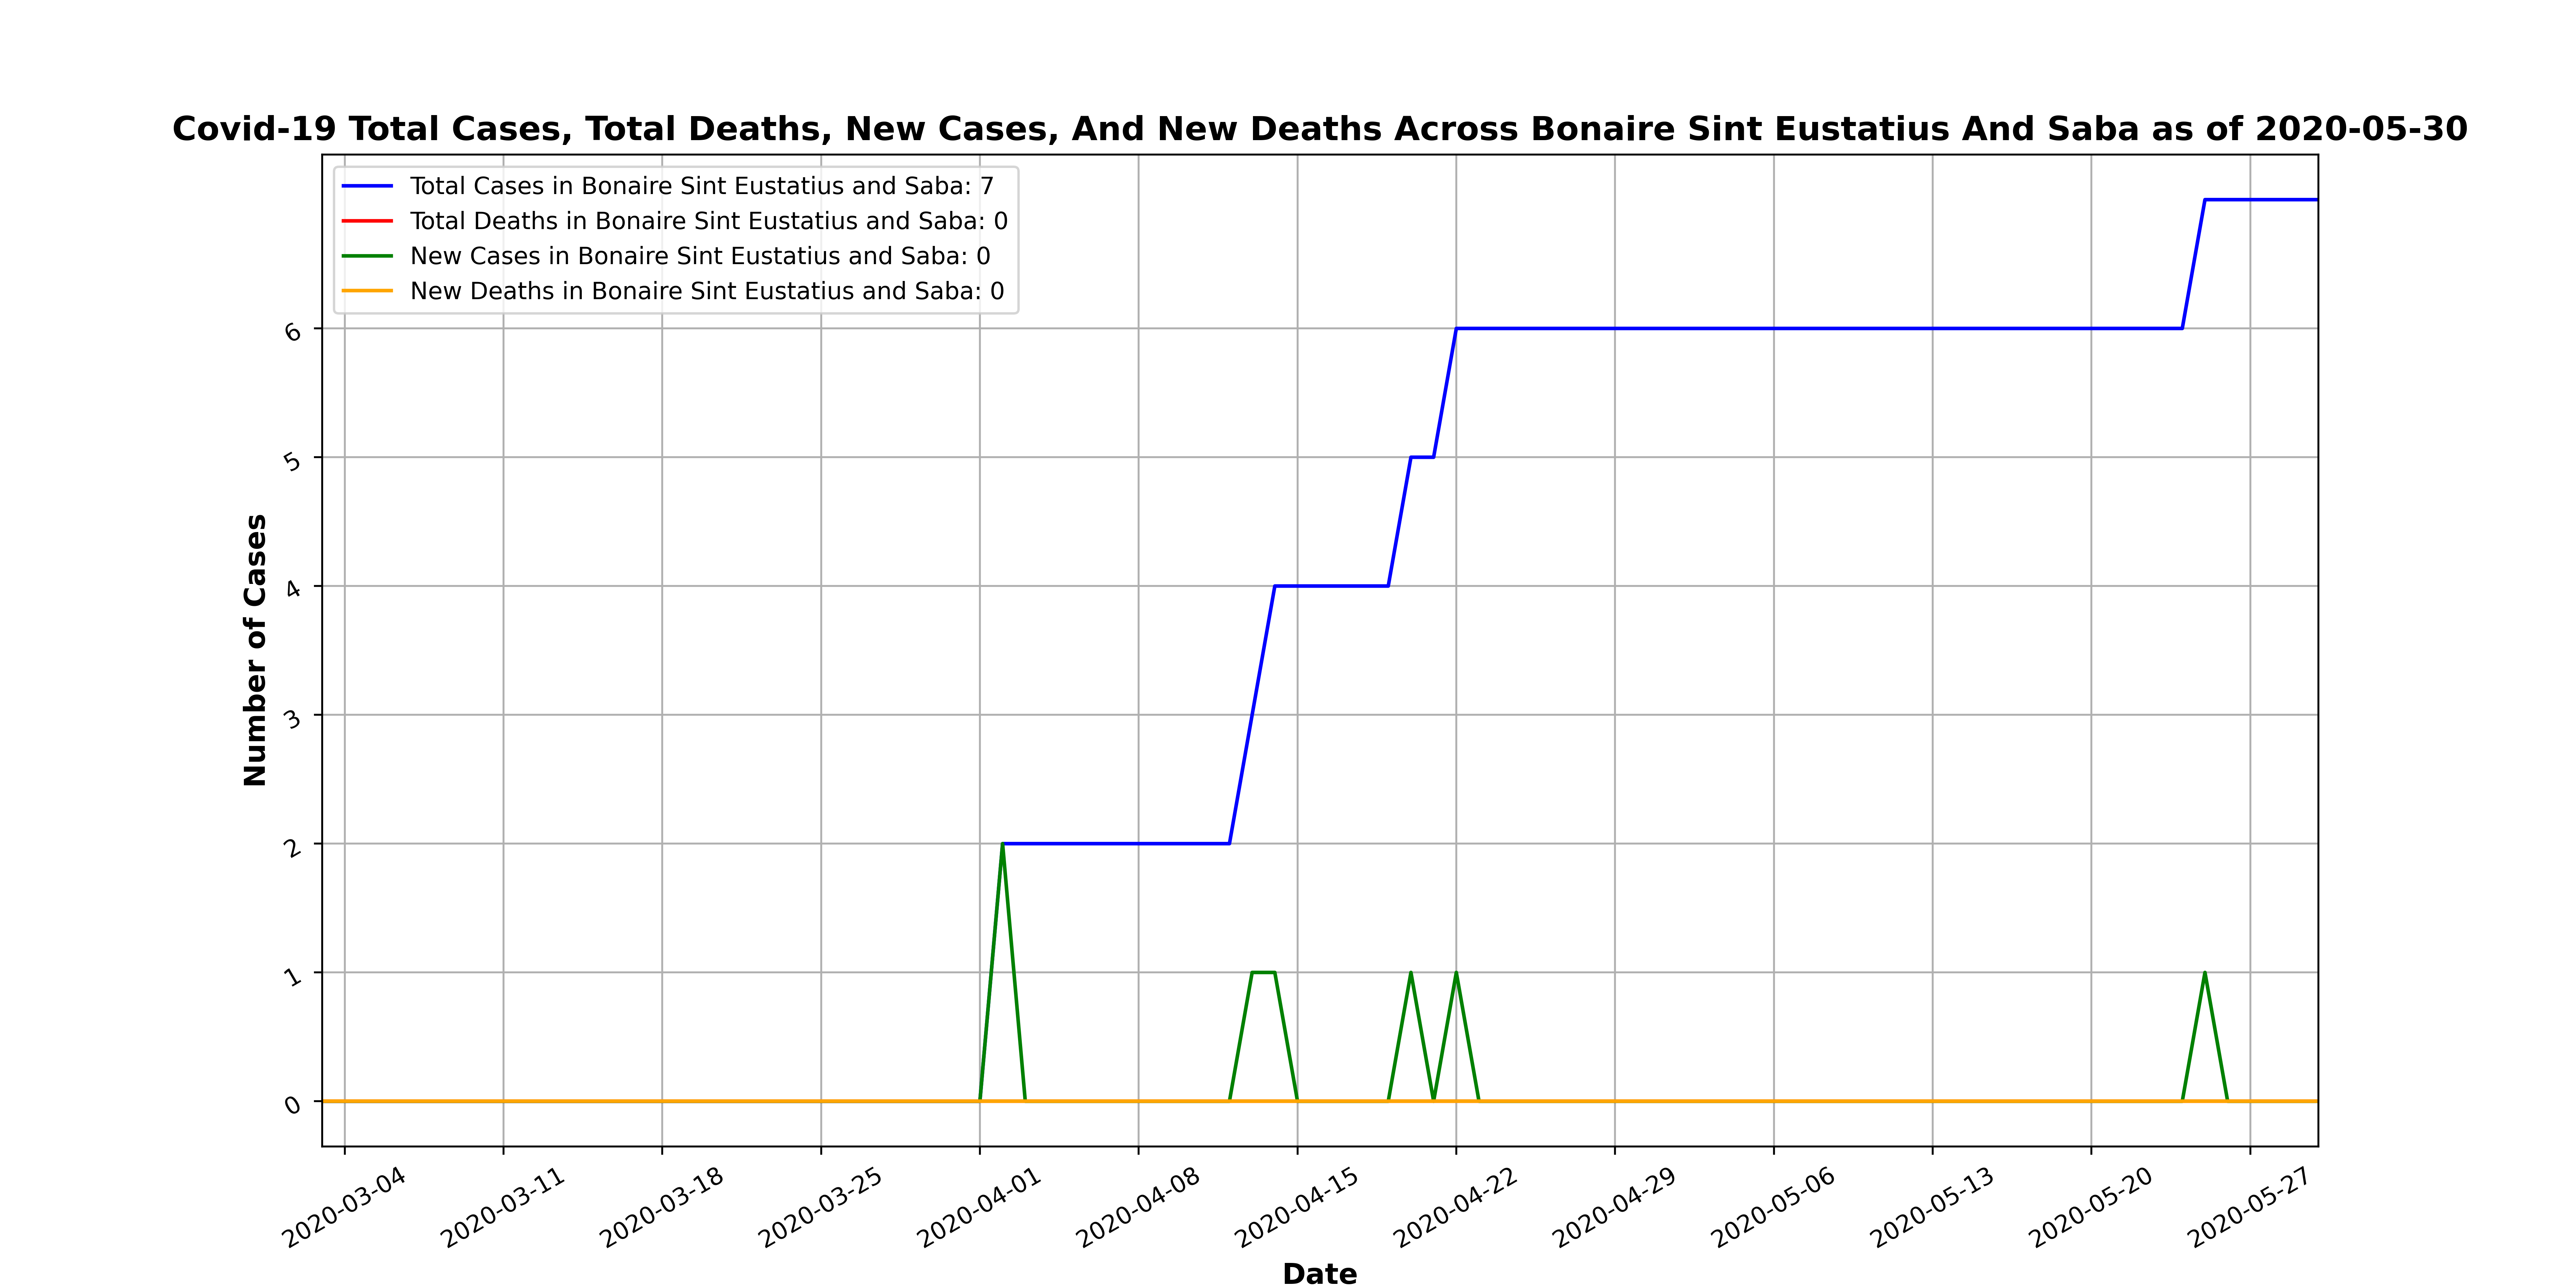 Covid-19 Total Cases, Total Deaths, New Cases, And New Deaths Across Bonaire Sint Eustatius And Saba as of 2020-05-30
Total Cases in Bonaire Sint Eustatius and Saba: 7
Total Deaths in Bonaire Sint Eustatius and Saba: 0
New Cases in Bonaire Sint Eustatius and Saba: 0
New Deaths in Bonaire Sint Eustatius and Saba: 0
Number of Cases
6
5
4
3
2
1
0
2020-03-04
2020-03-11
2020-03-18
2020-03-25
2020-04-01
2020-04-08
2020-04-15
2020-04-22
2020-04-29
2020-05-06
2020-05-13
2020-05-20
2020-05-27
Date